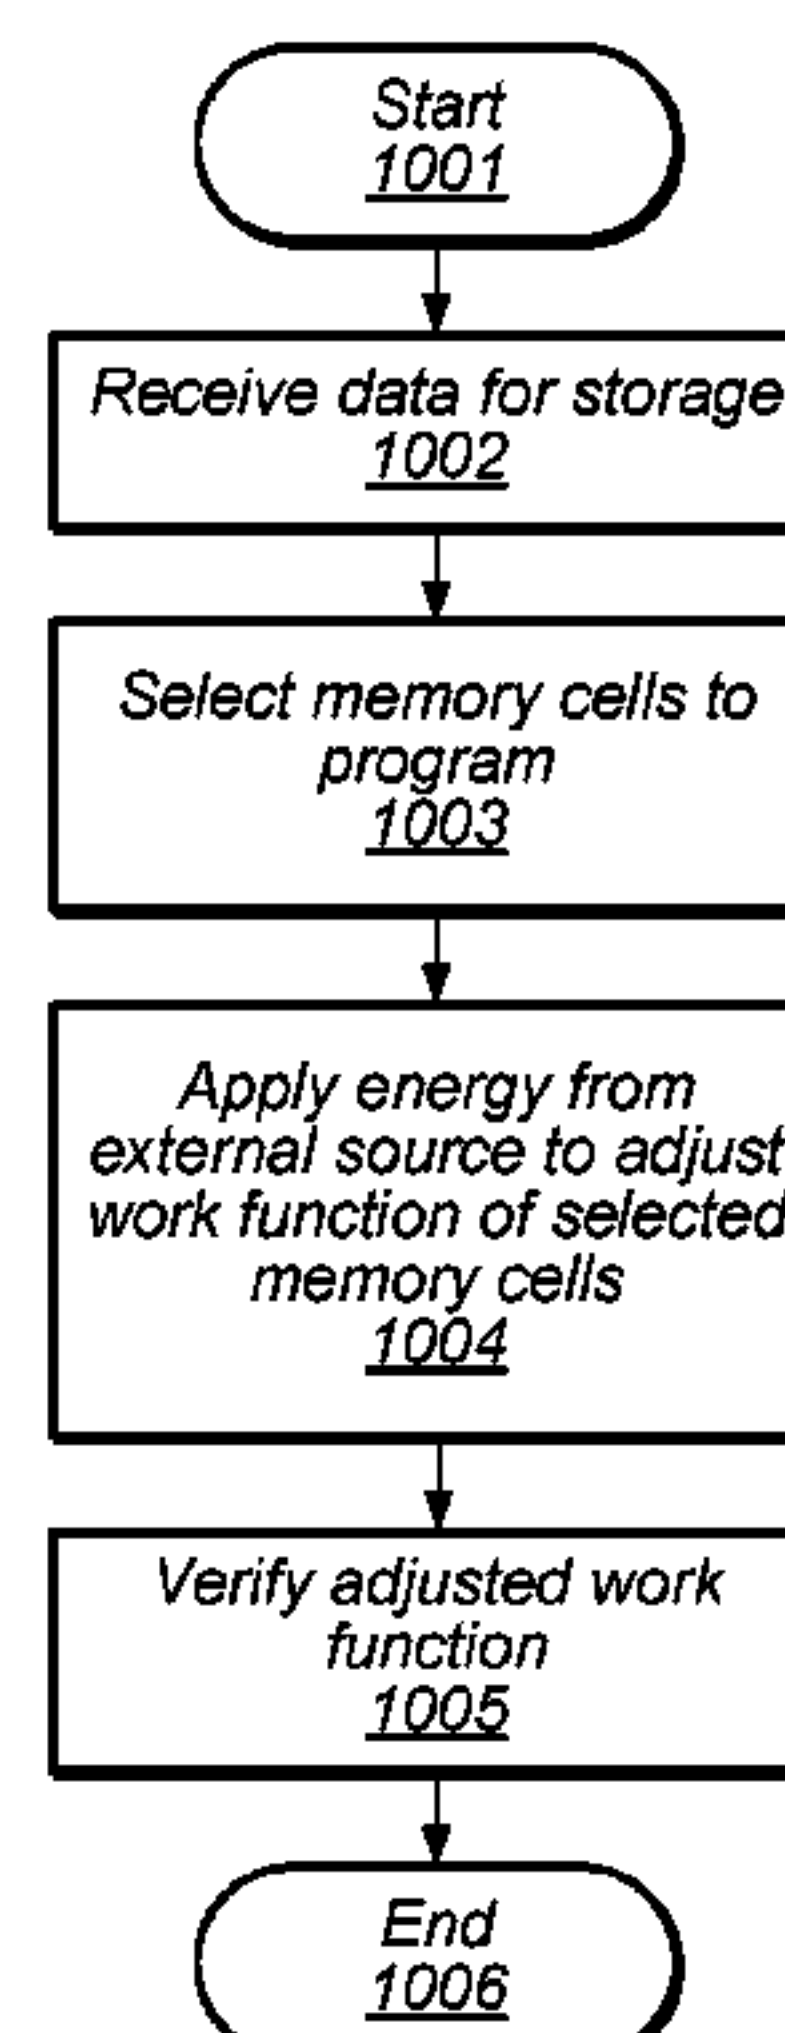 Start
1001
Receive data for storage
1002
Select memory cells to
program
1003
Apply energy from
external source to adjust
work function of selected
memory cells
1004
Verify adjusted work
function
1005
End
1006